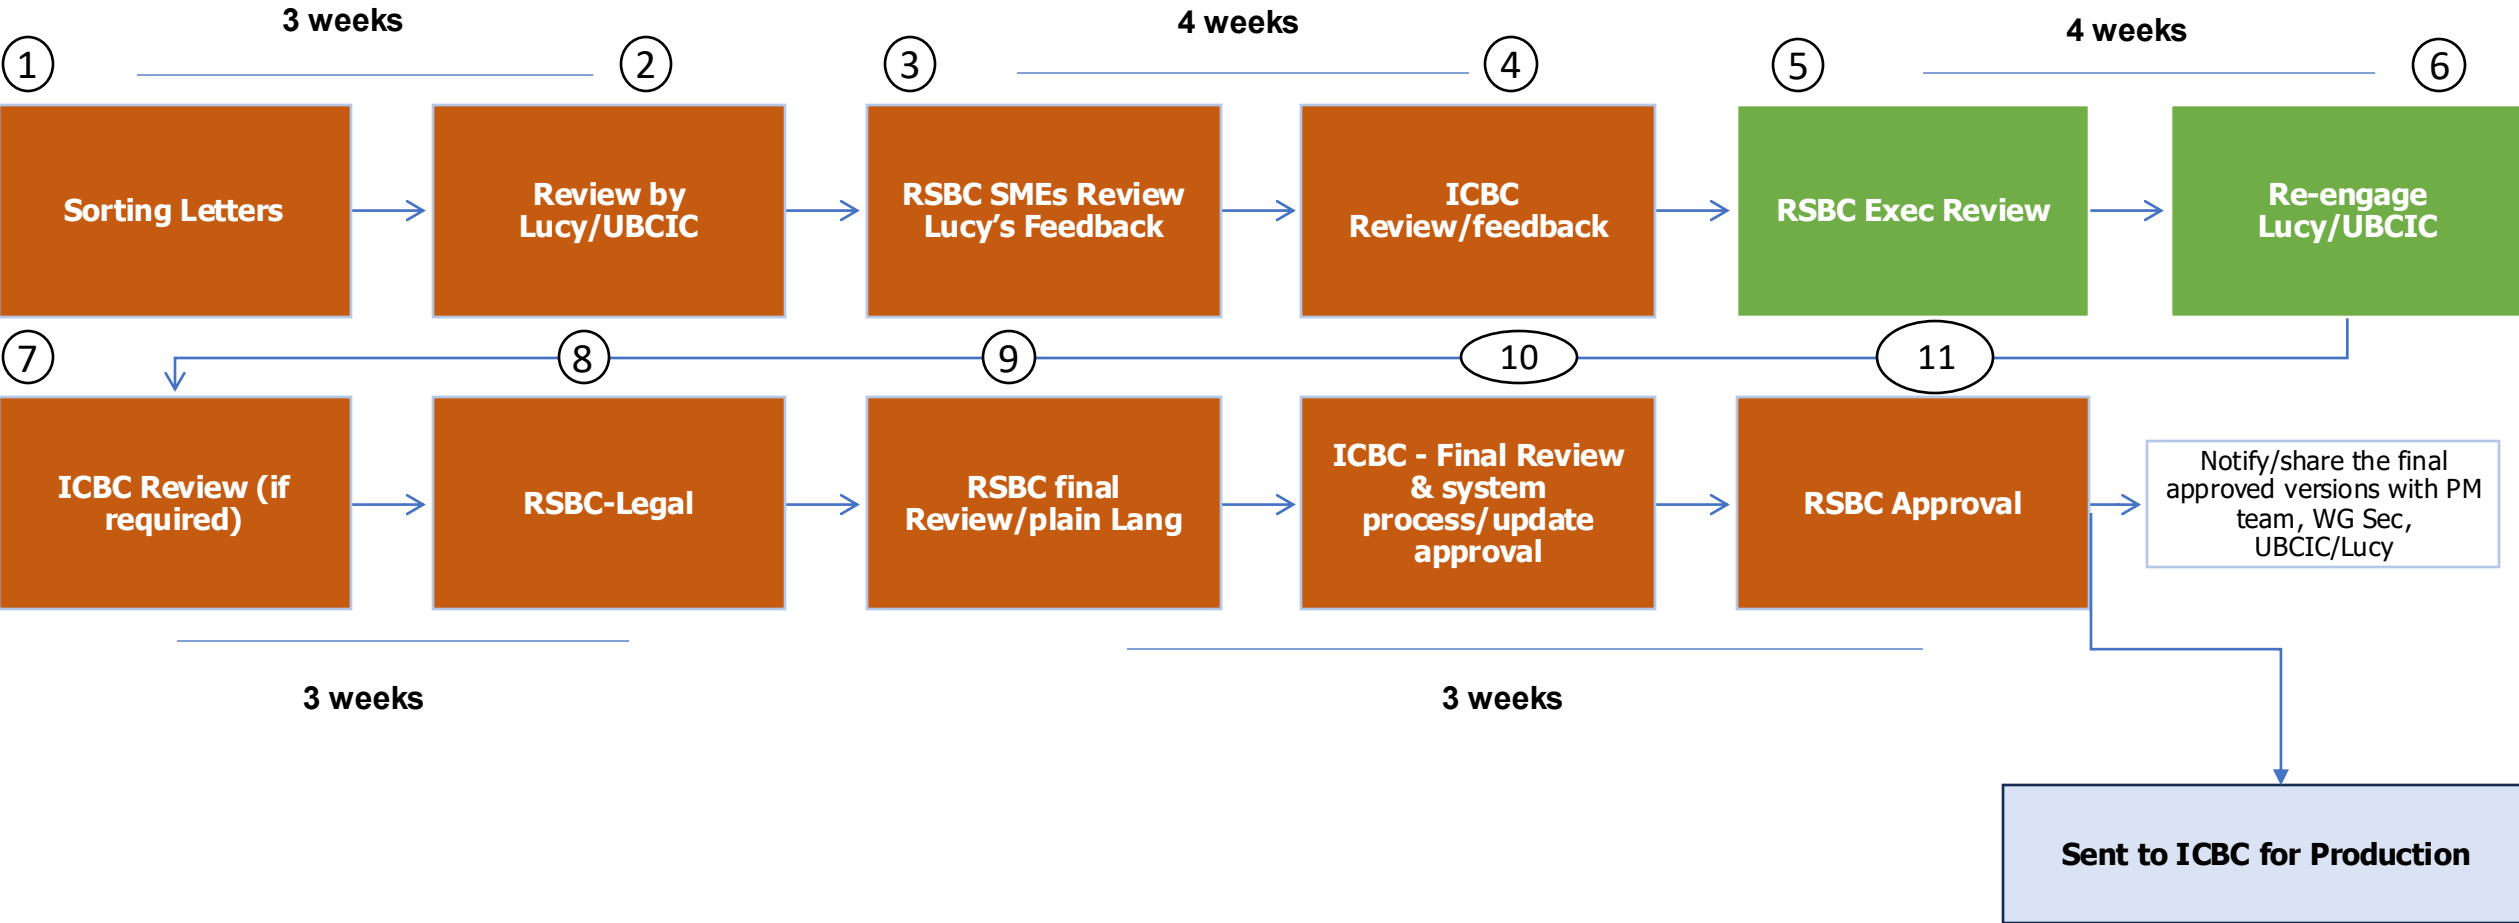 3 weeks
4 weeks
4 weeks
1
2
3
4
5
6
Sorting Letters
Review by
Lucy/UBCIC
RSBC SMEs Review
Lucy’s Feedback
ICBC
Review/feedback
RSBC Exec Review
Re-engage
Lucy/UBCIC
7
8
9
10
11
ICBC Review (if
required)
RSBC-Legal
RSBC final
Review/plain Lang
ICBC - Final Review
& system
process/update
approval
RSBC Approval
Notify/share the final
approved versions with PM
team, WG Sec,
UBCIC/Lucy
3 weeks
3 weeks
Sent to ICBC for Production